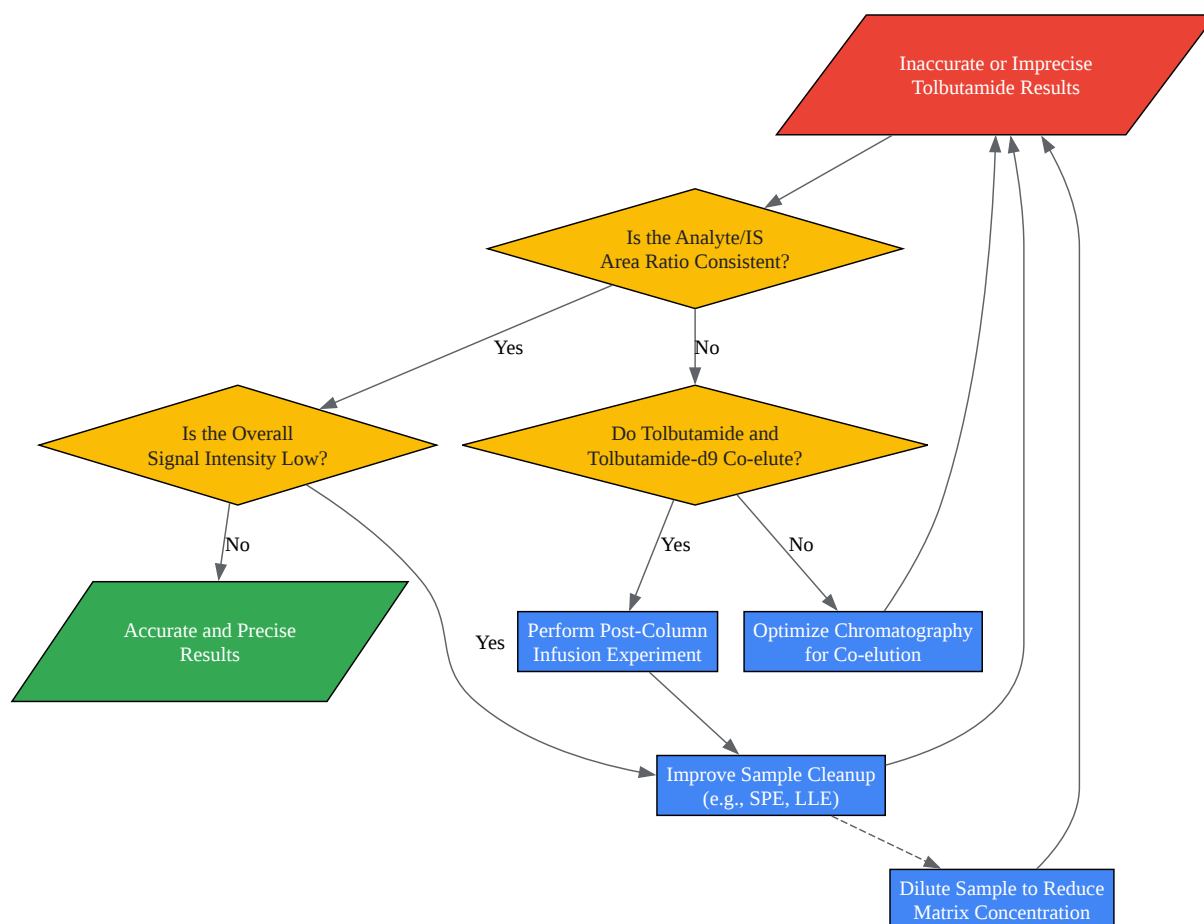 Inaccurate or Imprecise
Tolbutamide Results
Is the Analyte/IS
Area Ratio Consistent?
Yes
No
Is the Overall
Signal Intensity Low?
Do Tolbutamide and
Tolbutamide-d9 Co-elute?
No
Yes
No
Accurate and Precise
Results
Yes
Perform Post-Column
Infusion Experiment
Optimize Chromatography
for Co-elution
Improve Sample Cleanup
(e.g., SPE, LLE)
Dilute Sample to Reduce
Matrix Concentration